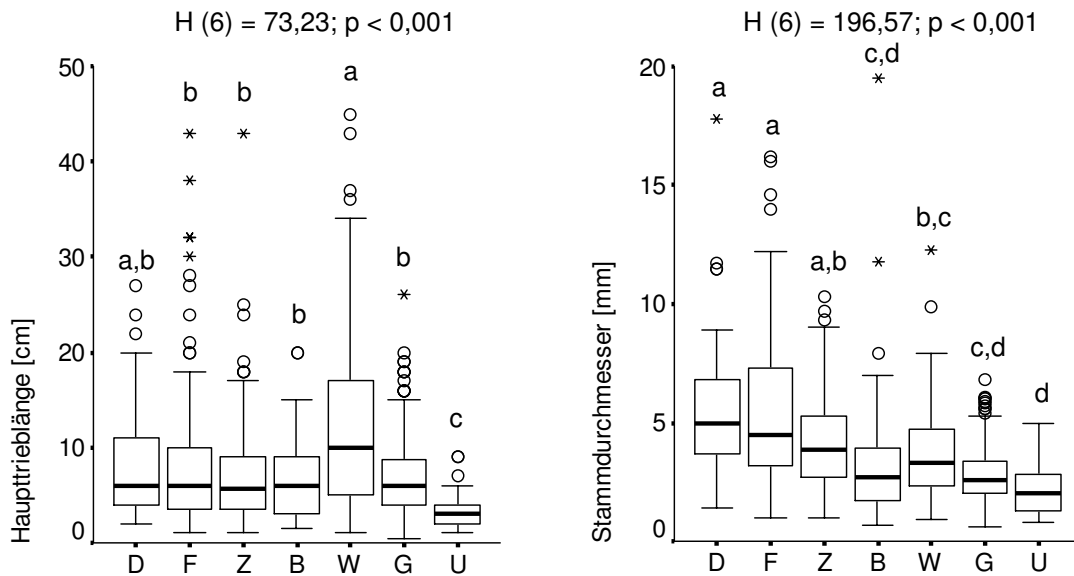 H (6) = 73,23; p < 0,001
Haupttrieblänge [cm]
50
40
30
20
10
0
a,b
b
b
b
a
b
c
D F Z B W G U
H (6) = 196,57; p < 0,001
Stammdurchmesser [mm]
20
15
10
5
0
a
a
a,b
c,d
b,c
c,d
d
D F Z B W G U